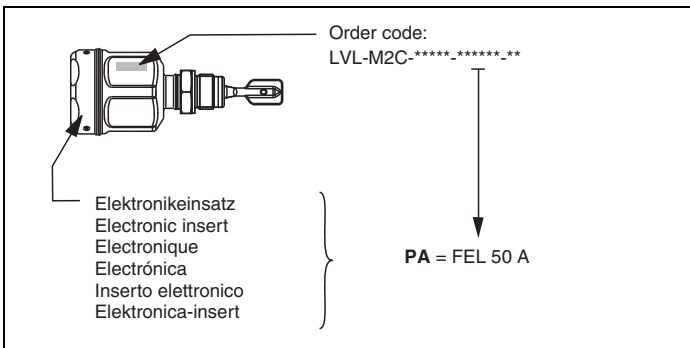 Order code:
LVL-M2C-*****-******-**
Elektronikeinsatz
Electronic insert
Electronique
Electrónica
Inserto elettronico
Elektronica-insert
PA = FEL 50 A